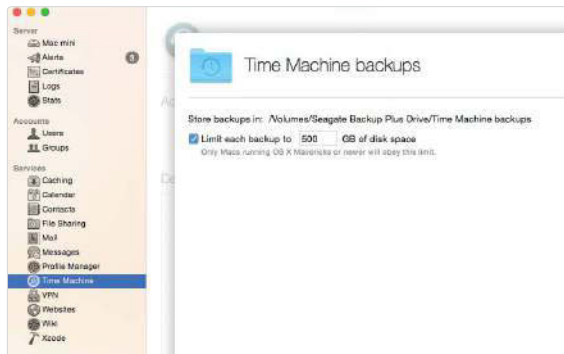 Server
Mac mini
Alerts
Certificates
Logs
Stats
Accounts
Users
Groups
Services
Caching
Calendar
Contacts
File Sharing
Mail
Messages
Profile Manager
Time Machine
VPN
Websites
Wiki
Xcode
Time Machine backups
Store backups in: /Volumes/Seagate Backup Plus Drive/Time Machine backups
Limit each backup to 500 GB of disk space
Only Macs running OS X Mavericks or newer will obey this limit.